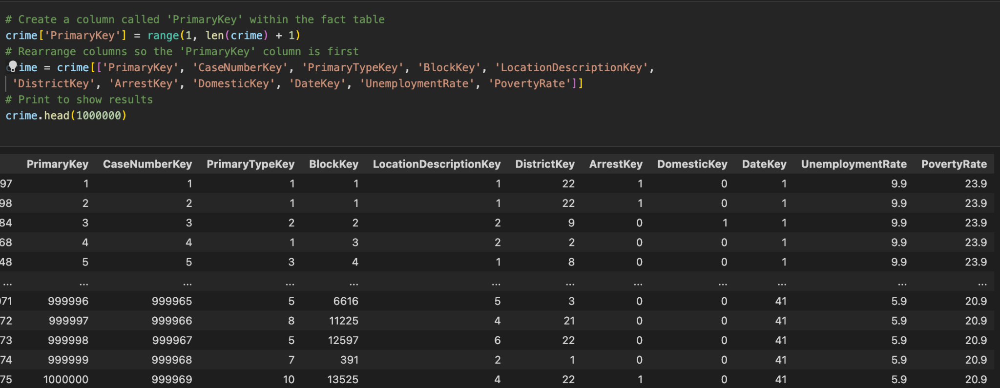 # Create a column called 'PrimaryKey' within the fact table
crime['PrimaryKey'] = range(1, len(crime) + 1)
# Rearrange columns so the 'PrimaryKey' column is first
crime = crime[['PrimaryKey', 'CaseNumberKey', 'PrimaryTypeKey', 'BlockKey', 'LocationDescriptionKey',
'DistrictKey', 'ArrestKey', 'DomesticKey', 'DateKey', 'UnemploymentRate', 'PovertyRate']]
# Print to show results
crime.head(1000000)
PrimaryKey CaseNumberKey PrimaryTypeKey BlockKey LocationDescriptionKey DistrictKey ArrestKey DomesticKey DateKey UnemploymentRate PovertyRate
97 1 1 1 1 1 22 1 0 1 9.9 23.9
98 2 2 1 1 1 22 1 0 1 9.9 23.9
84 3 3 2 2 2 9 0 1 1 9.9 23.9
68 4 4 1 3 2 2 0 0 1 9.9 23.9
48 5 5 3 4 1 8 0 0 1 9.9 23.9
... ... ... ... ... ... ... ... ... ... ... ...
71 999996 999965 5 6616 5 3 0 0 41 5.9 20.9
72 999997 999966 8 11225 4 21 0 0 41 5.9 20.9
73 999998 999967 5 12597 6 22 0 0 41 5.9 20.9
74 999999 999968 7 391 2 1 0 0 41 5.9 20.9
75 1000000 999969 10 13525 4 22 1 0 41 5.9 20.9